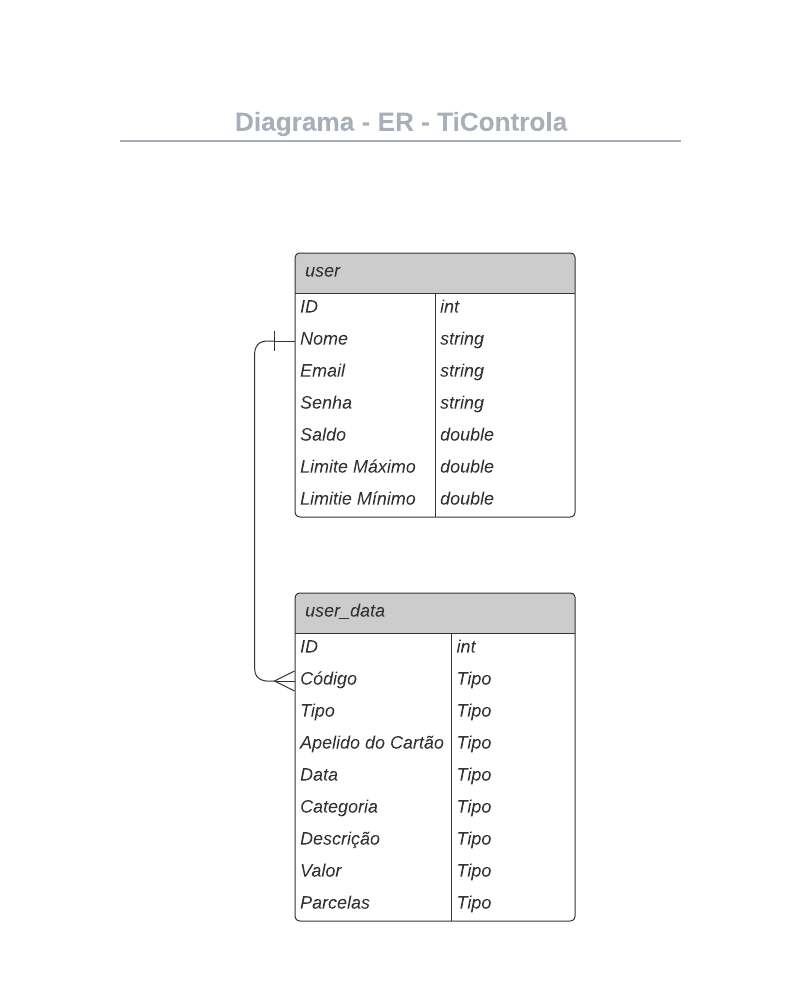 Diagrama - ER - TiControla
user
ID int
Nome string
Email string
Senha string
Saldo double
Limite Máximo double
Limitie Mínimo double
user_data
ID int
Código Tipo
Tipo Tipo
Apelido do Cartão Tipo
Data Tipo
Categoria Tipo
Descrição Tipo
Valor Tipo
Parcelas Tipo